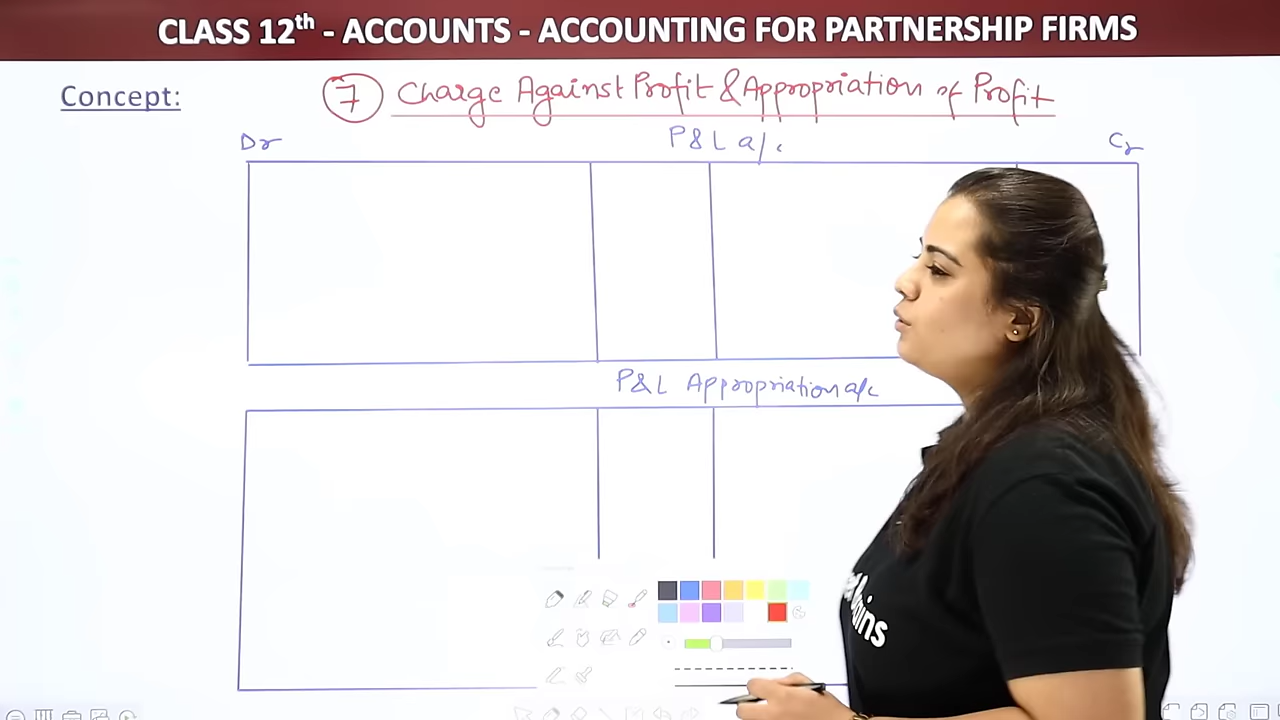 CLASS 12th - ACCOUNTS - ACCOUNTING FOR PARTNERSHIP FIRMS
Concept:
7 Charge Against Profit & Appropriation of Profit
Dr P&L a/c Cr
P&L Appropriation a/c